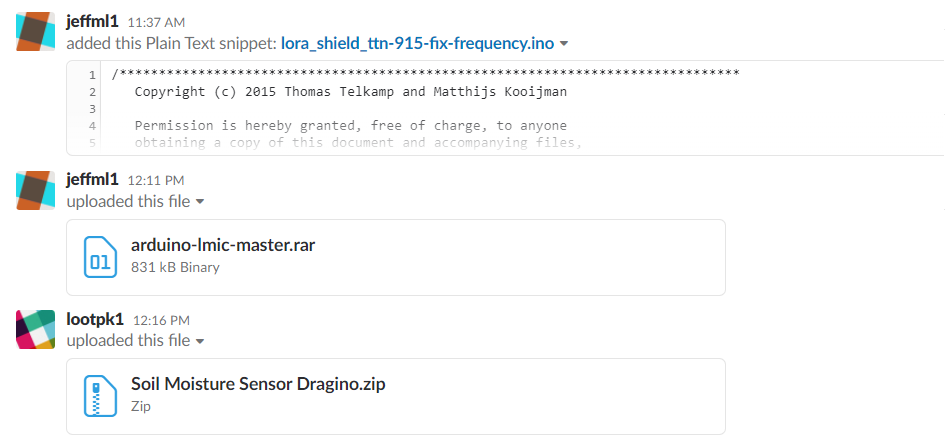 jeffml1 11:37 AM
added this Plain Text snippet: lora_shield_ttn-915-fix-frequency.ino
1 /*******************************************************************************
2 Copyright (c) 2015 Thomas Telkamp and Matthijs Kooijman
3
4 Permission is hereby granted, free of charge, to anyone
5 obtaining a copy of this document and accompanying files,
jeffml1 12:11 PM
uploaded this file
01
arduino-lmic-master.rar
831 kB Binary
lootpk1 12:16 PM
uploaded this file
Soil Moisture Sensor Dragino.zip
Zip